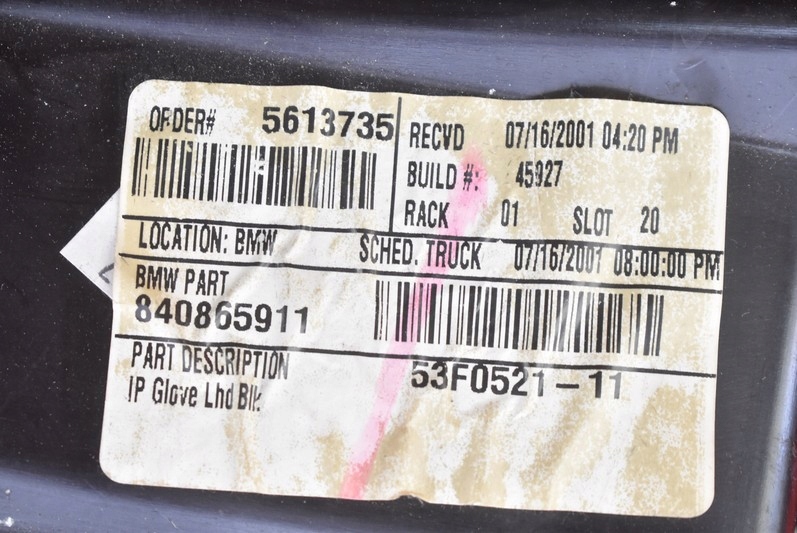 ORDER# 5613735
RECVD 07/16/2001 04:20 PM
BUILD #: 45927
RACK 01 SLOT 20
LOCATION: BMW SCHED. TRUCK 07/16/2001 08:00:00 PM
BMW PART
840865911
PART DESCRIPTION
IP Glove Lhd Blk
53F0521-11